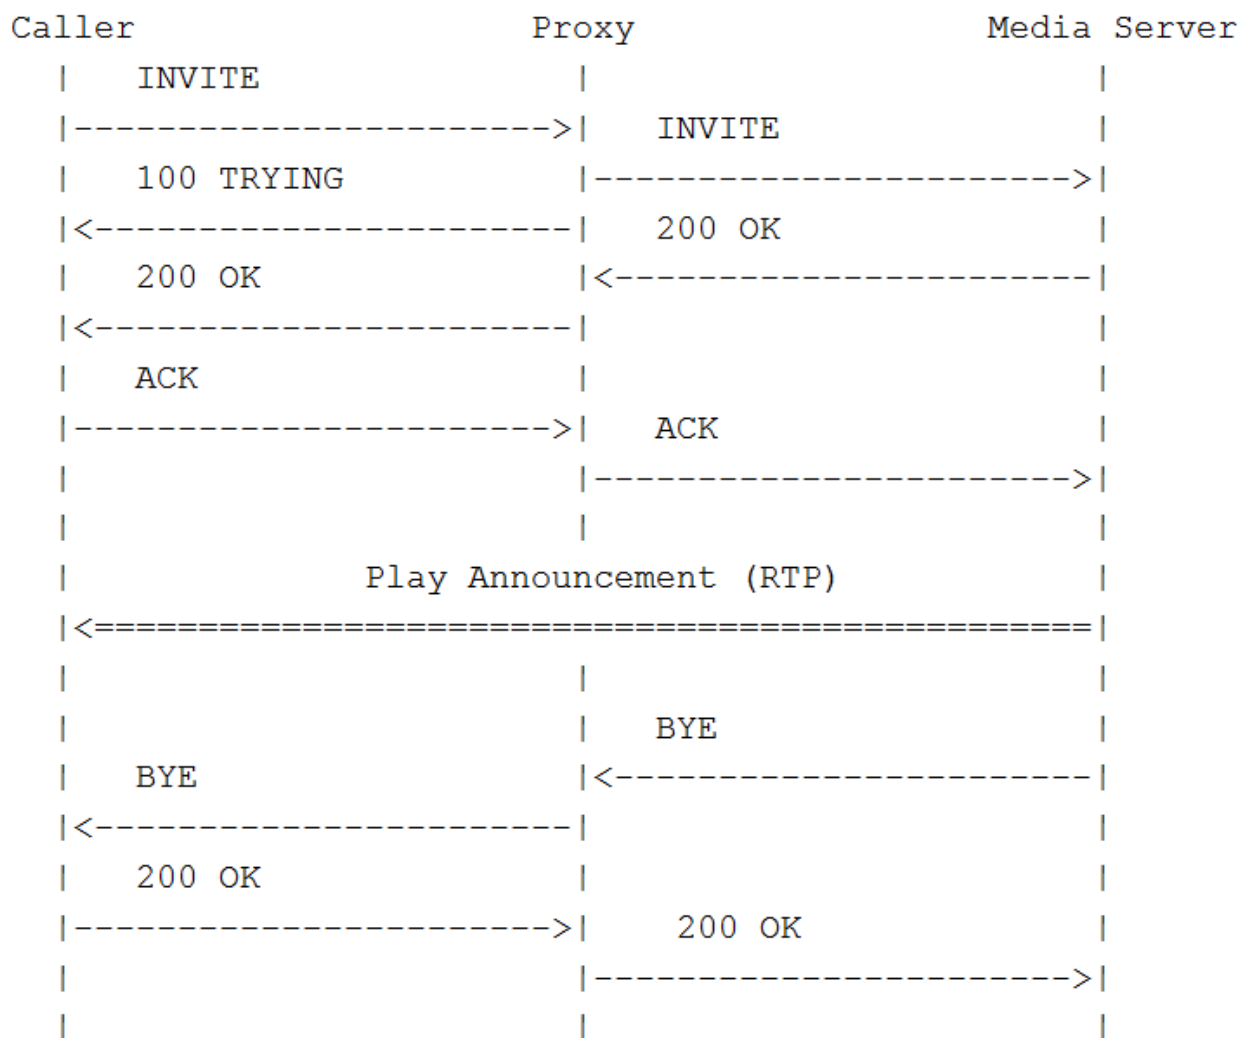 Caller                   Proxy                 Media Server
  |   INVITE               |                        |
  |----------------------->|   INVITE               |
  |   100 TRYING           |----------------------->|
  |<-----------------------|   200 OK               |
  |   200 OK               |<-----------------------|
  |<-----------------------|                        |
  |   ACK                  |                        |
  |----------------------->|   ACK                  |
  |                        |----------------------->|
  |                        |                        |
  |              Play Announcement (RTP)            |
  |<================================================|
  |                        |                        |
  |                        |   BYE                  |
  |   BYE                  |<-----------------------|
  |<-----------------------|                        |
  |   200 OK               |                        |
  |----------------------->|    200 OK              |
  |                        |----------------------->|
  |                        |                        |